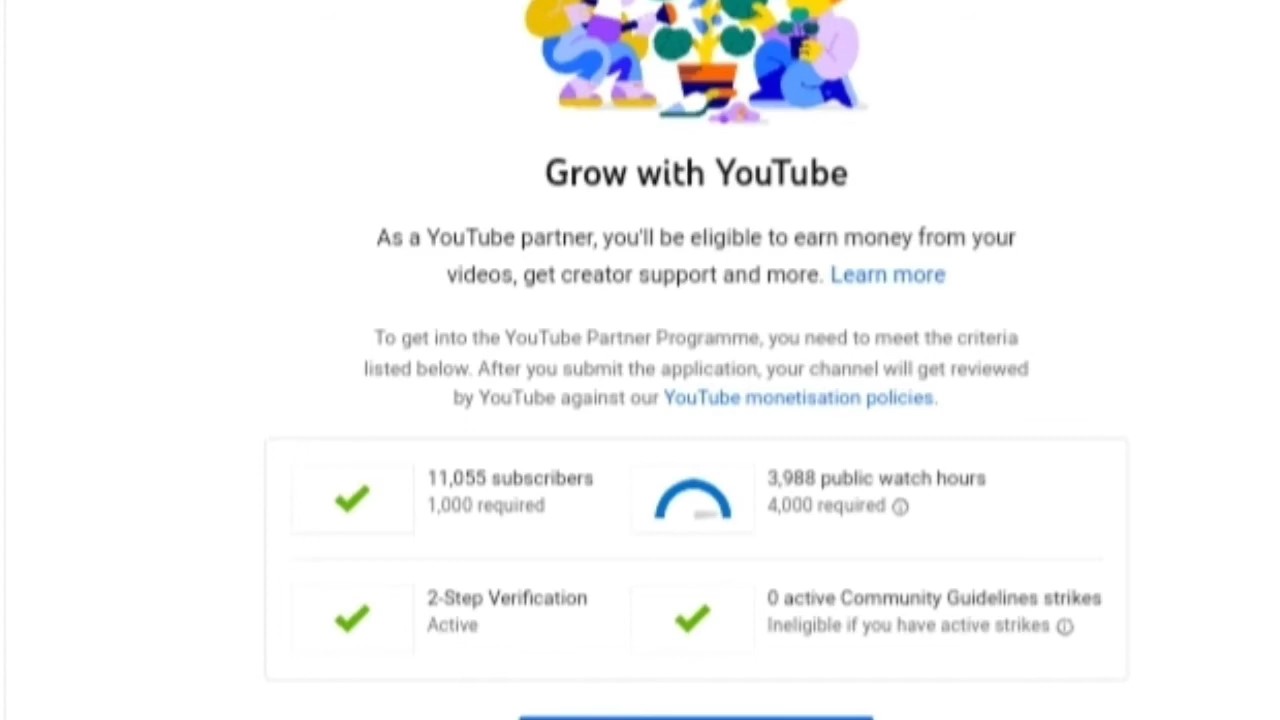 Grow with YouTube
As a YouTube partner, you'll be eligible to earn money from your
videos, get creator support and more. Learn more
To get into the YouTube Partner Programme, you need to meet the criteria
listed below. After you submit the application, your channel will get reviewed
by YouTube against our YouTube monetisation policies.
11,055 subscribers
1,000 required
3,988 public watch hours
4,000 required
2-Step Verification
Active
0 active Community Guidelines strikes
Ineligible if you have active strikes